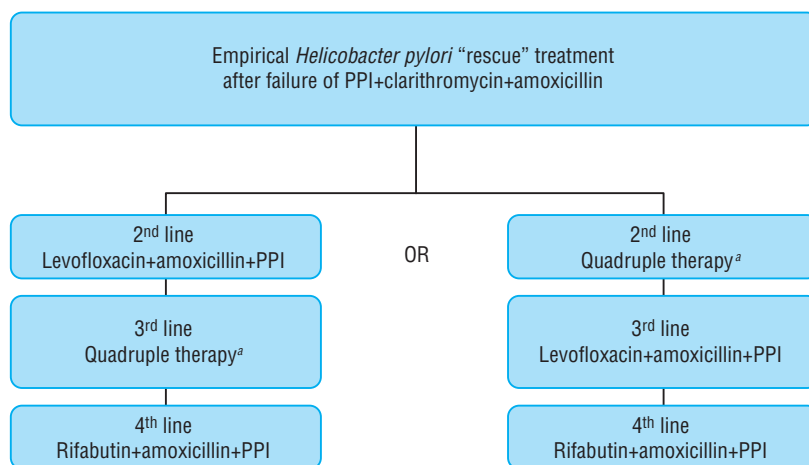 Empirical Helicobacter pylori “rescue” treatment
after failure of PPI+clarithromycin+amoxicillin
2nd line
Levofloxacin+amoxicillin+PPI
OR
2nd line
Quadruple therapy a
3rd line
Quadruple therapy a
3rd line
Levofloxacin+amoxicillin+PPI
4th line
Rifabutin+amoxicillin+PPI
4th line
Rifabutin+amoxicillin+PPI